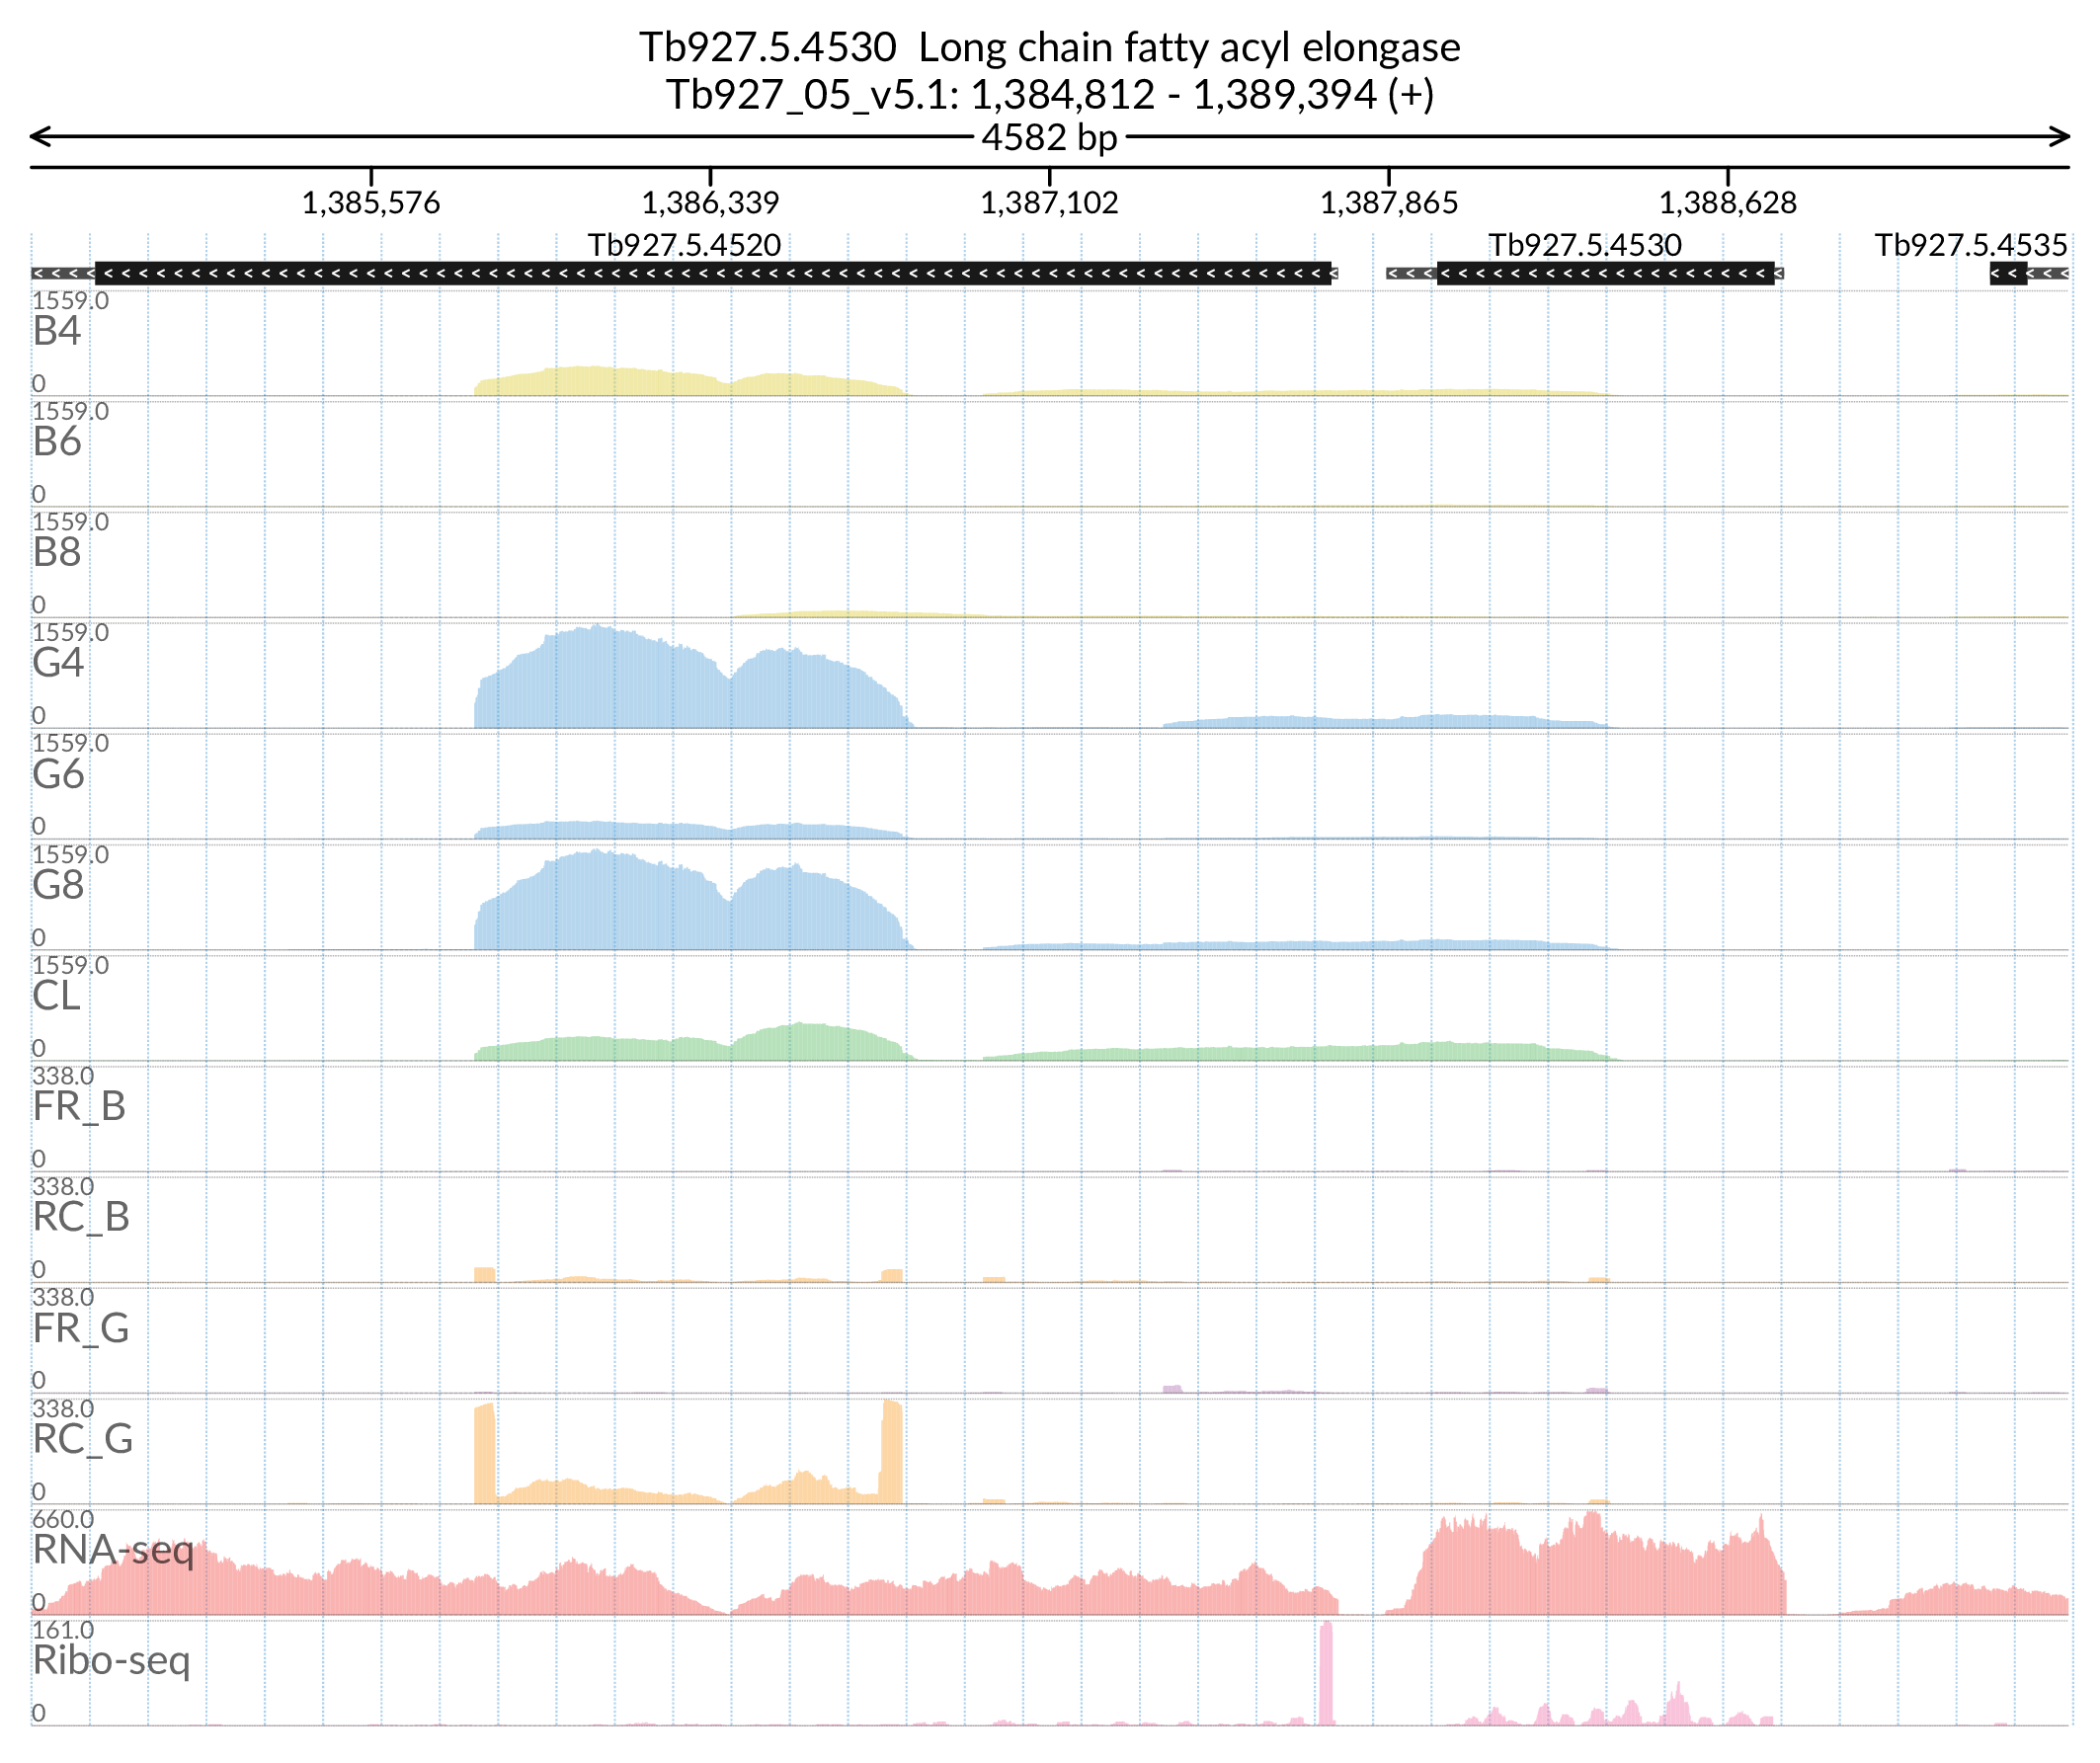 Tb927.5.4530  Long chain fatty acyl elongase
Tb927_05_v5.1: 1,384,812 - 1,389,394 (+)
4582 bp
1,385,576 1,386,339 1,387,102 1,387,865 1,388,628
Tb927.5.4520 Tb927.5.4530 Tb927.5.4535
1559.0
B4
0
1559.0
B6
0
1559.0
B8
0
1559.0
G4
0
1559.0
G6
0
1559.0
G8
0
1559.0
CL
0
338.0
FR_B
0
338.0
RC_B
0
338.0
FR_G
0
338.0
RC_G
0
660.0
RNA-seq
0
161.0
Ribo-seq
0